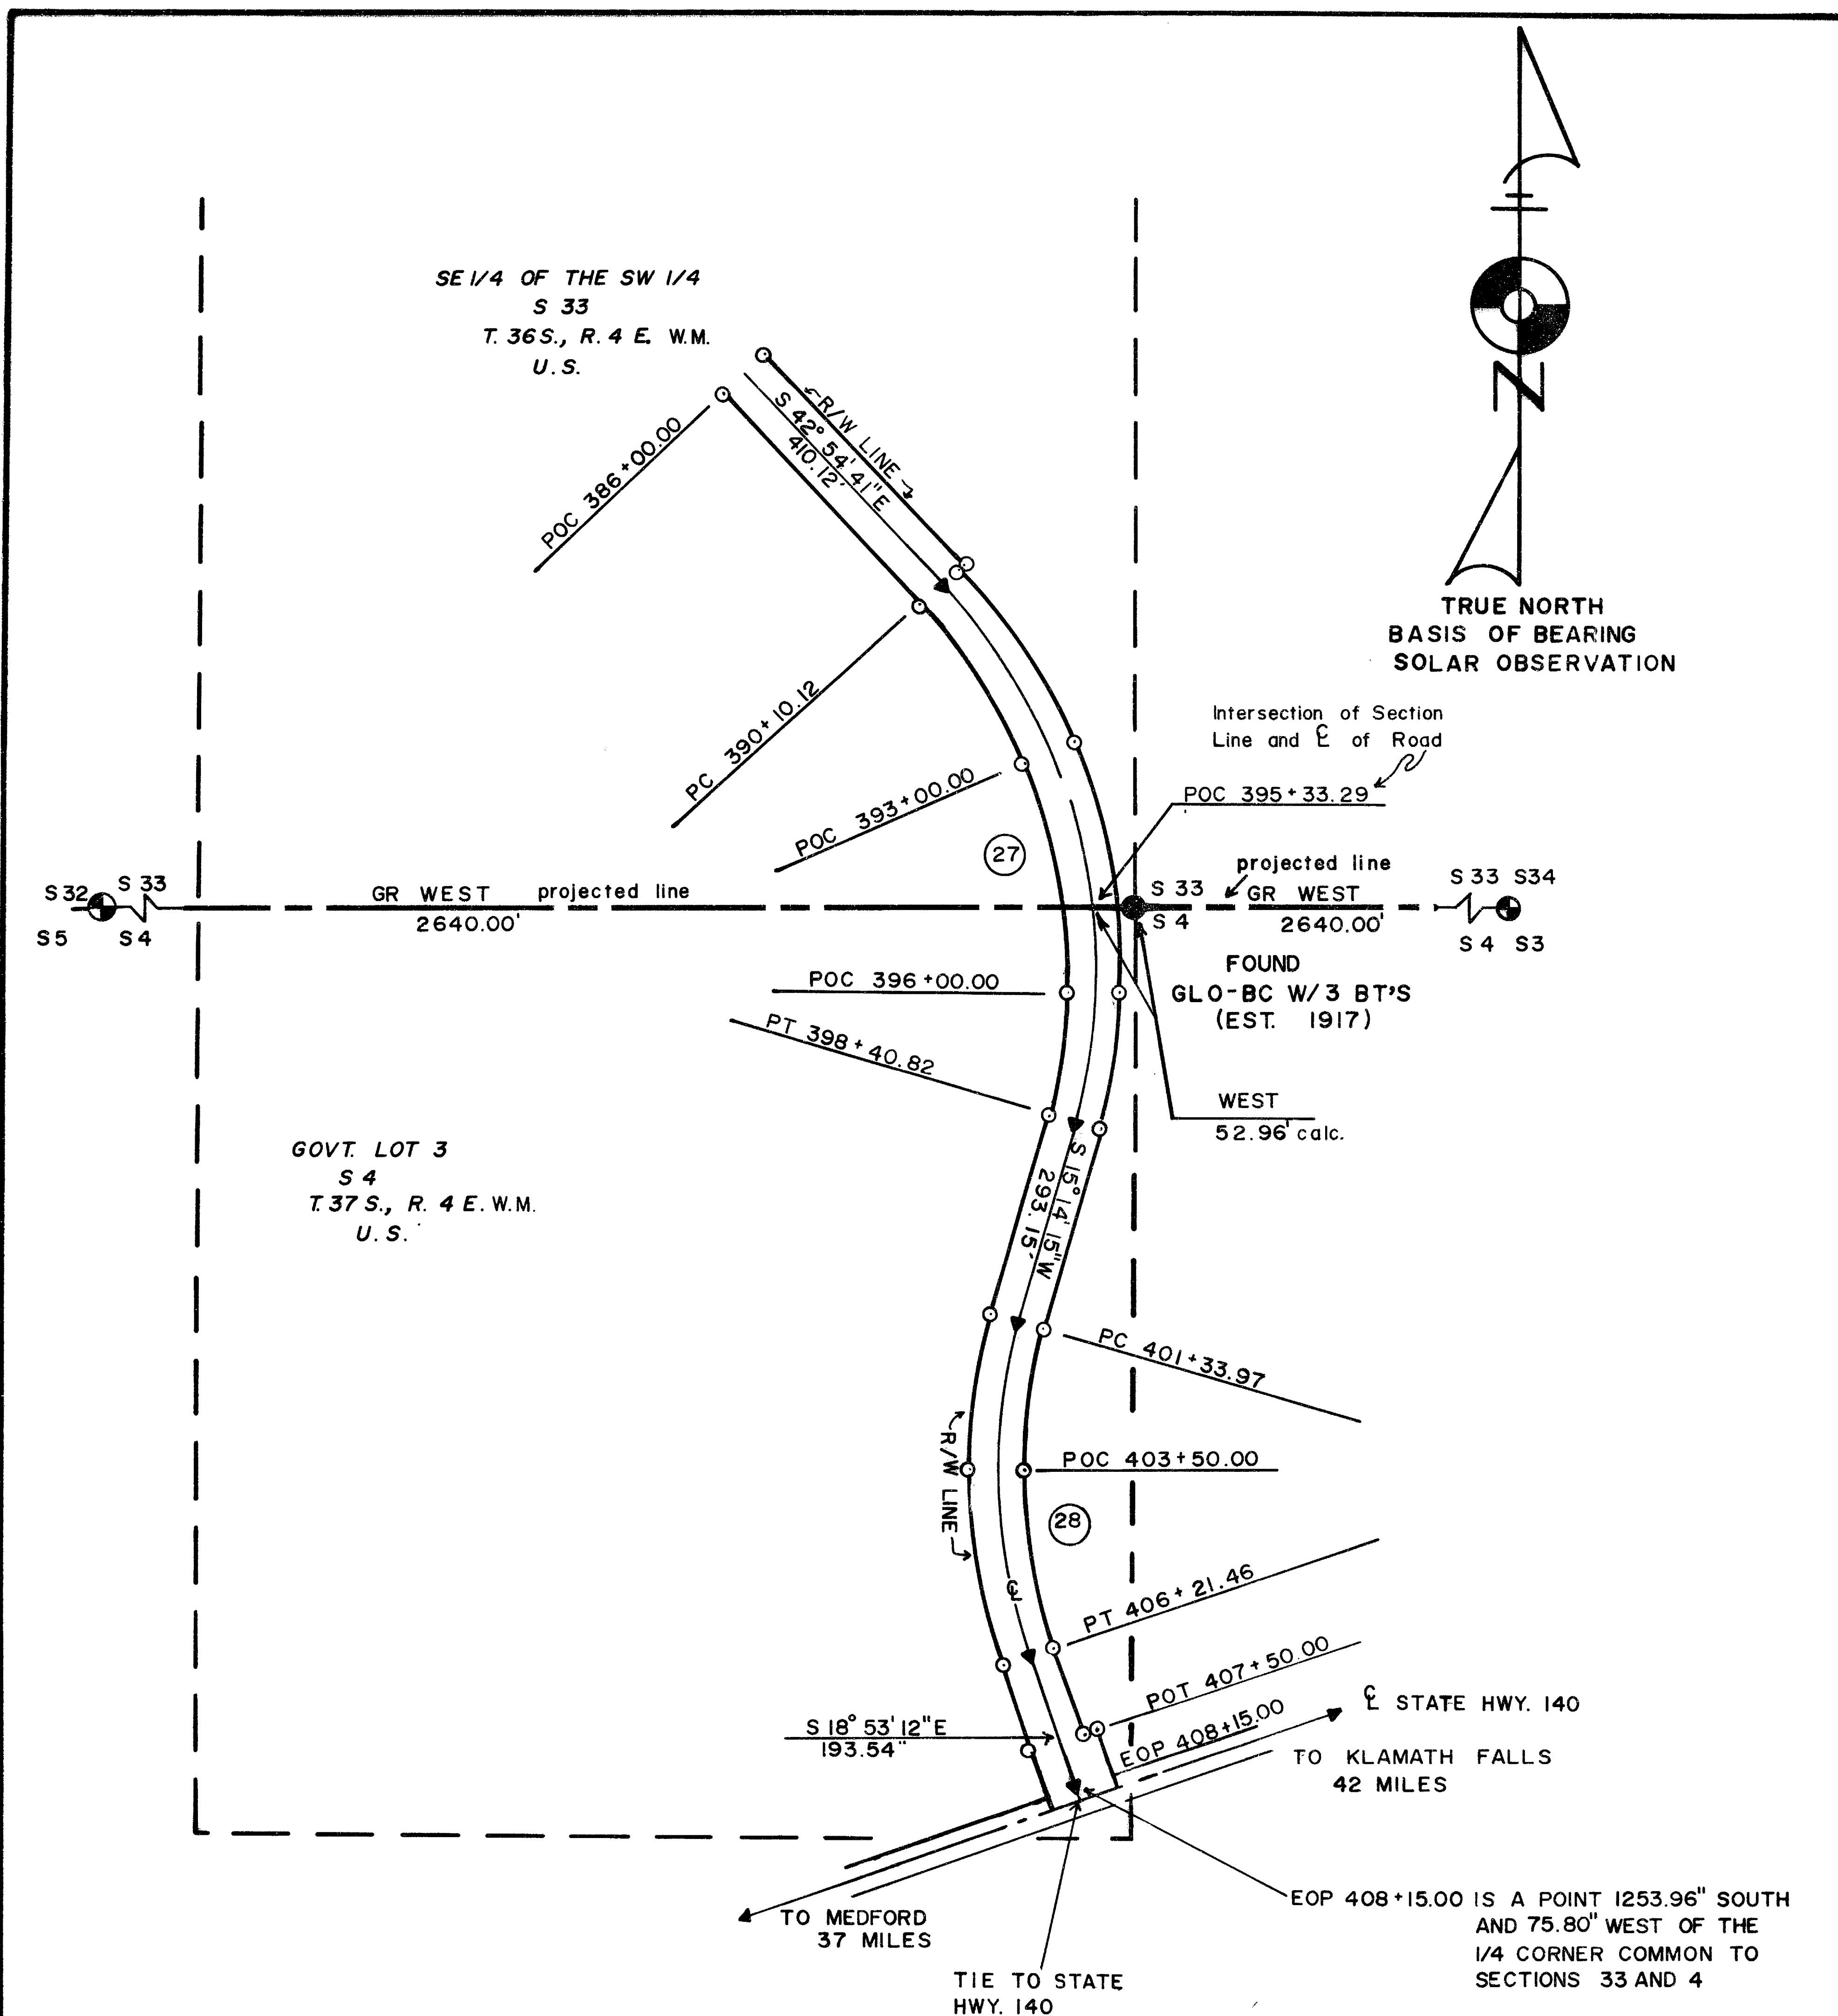 SE 1/4 OF THE SW 1/4
S 33
T. 36 S., R. 4 E. W.M.
U.S.
R/W LINE
S 42° 54' 41" E
410.12'
POC 386+00.00
N
TRUE NORTH
BASIS OF BEARING
SOLAR OBSERVATION
PC 390+10.12
Intersection of Section
Line and ℄ of Road
POC 395+33.29
POC 393+00.00
27
S32 S 33
S5 S4
GR WEST projected line
2640.00'
S 33
S 4
projected line
GR WEST
2640.00'
S 33 S34
S 4 S3
FOUND
GLO-BC W/3 BT'S
(EST. 1917)
POC 396+00.00
PT 398+40.82
WEST
52.96' calc.
GOVT. LOT 3
S 4
T. 37 S., R. 4 E. W.M.
U.S.
S 15° 14' 15" W
293.15'
PC 401+33.97
R/W LINE
POC 403+50.00
28
℄
PT 406+21.46
POT 407+50.00
S 18° 53' 12" E
193.54"
EOP 408+15.00
℄ STATE HWY. 140
TO KLAMATH FALLS
42 MILES
TO MEDFORD
37 MILES
TIE TO STATE
HWY. 140
EOP 408+15.00 IS A POINT 1253.96" SOUTH
AND 75.80" WEST OF THE
1/4 CORNER COMMON TO
SECTIONS 33 AND 4